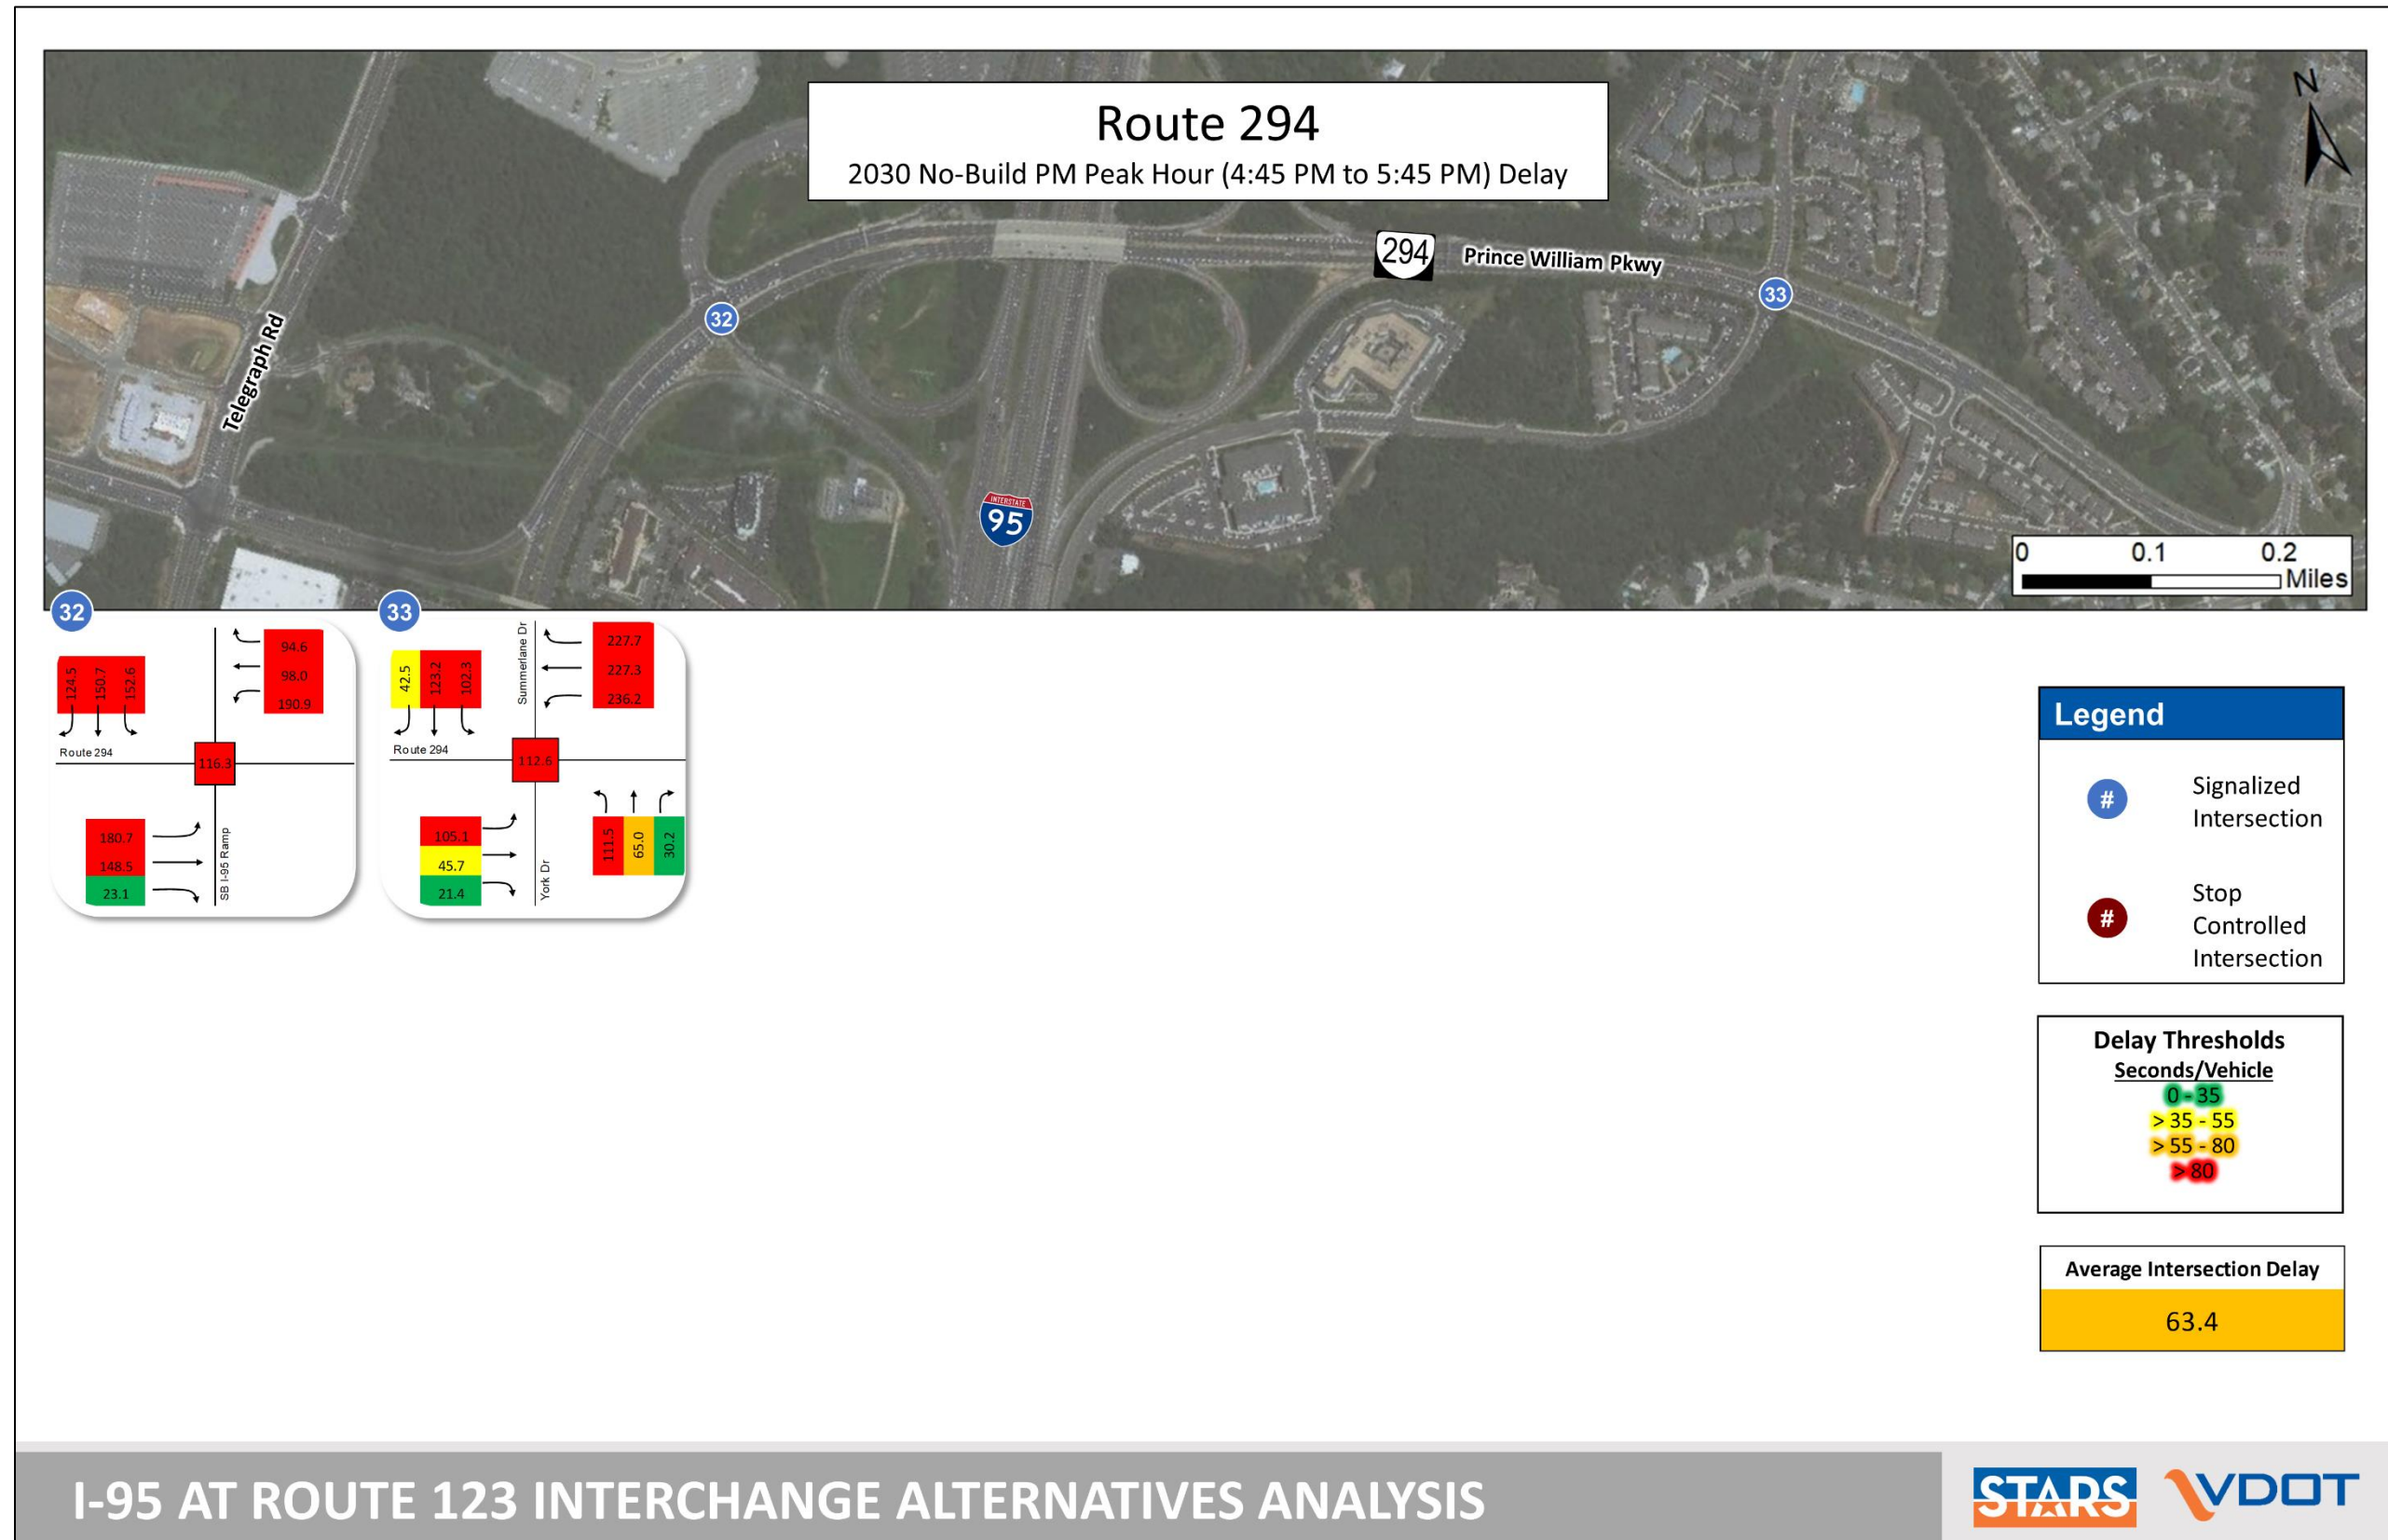 Route 294
2030 No-Build PM Peak Hour (4:45 PM to 5:45 PM) Delay
N
294
Prince William Pkwy
32
33
Telegraph Rd
INTERSTATE
95
0 0.1 0.2
Miles
32
124.5 150.7 152.6
94.6
98.0
190.9
Route 294
116.3
180.7
148.5
23.1
SB I-95 Ramp
33
42.5 123.2 102.3
Summerlane Dr
227.7
227.3
236.2
Route 294
112.6
105.1
45.7
21.4
York Dr
111.5 65.0 30.2
Legend
# Signalized
Intersection
# Stop
Controlled
Intersection
Delay Thresholds
Seconds/Vehicle
0 - 35
> 35 - 55
> 55 - 80
> 80
Average Intersection Delay
63.4
I-95 AT ROUTE 123 INTERCHANGE ALTERNATIVES ANALYSIS
STARS
VDOT